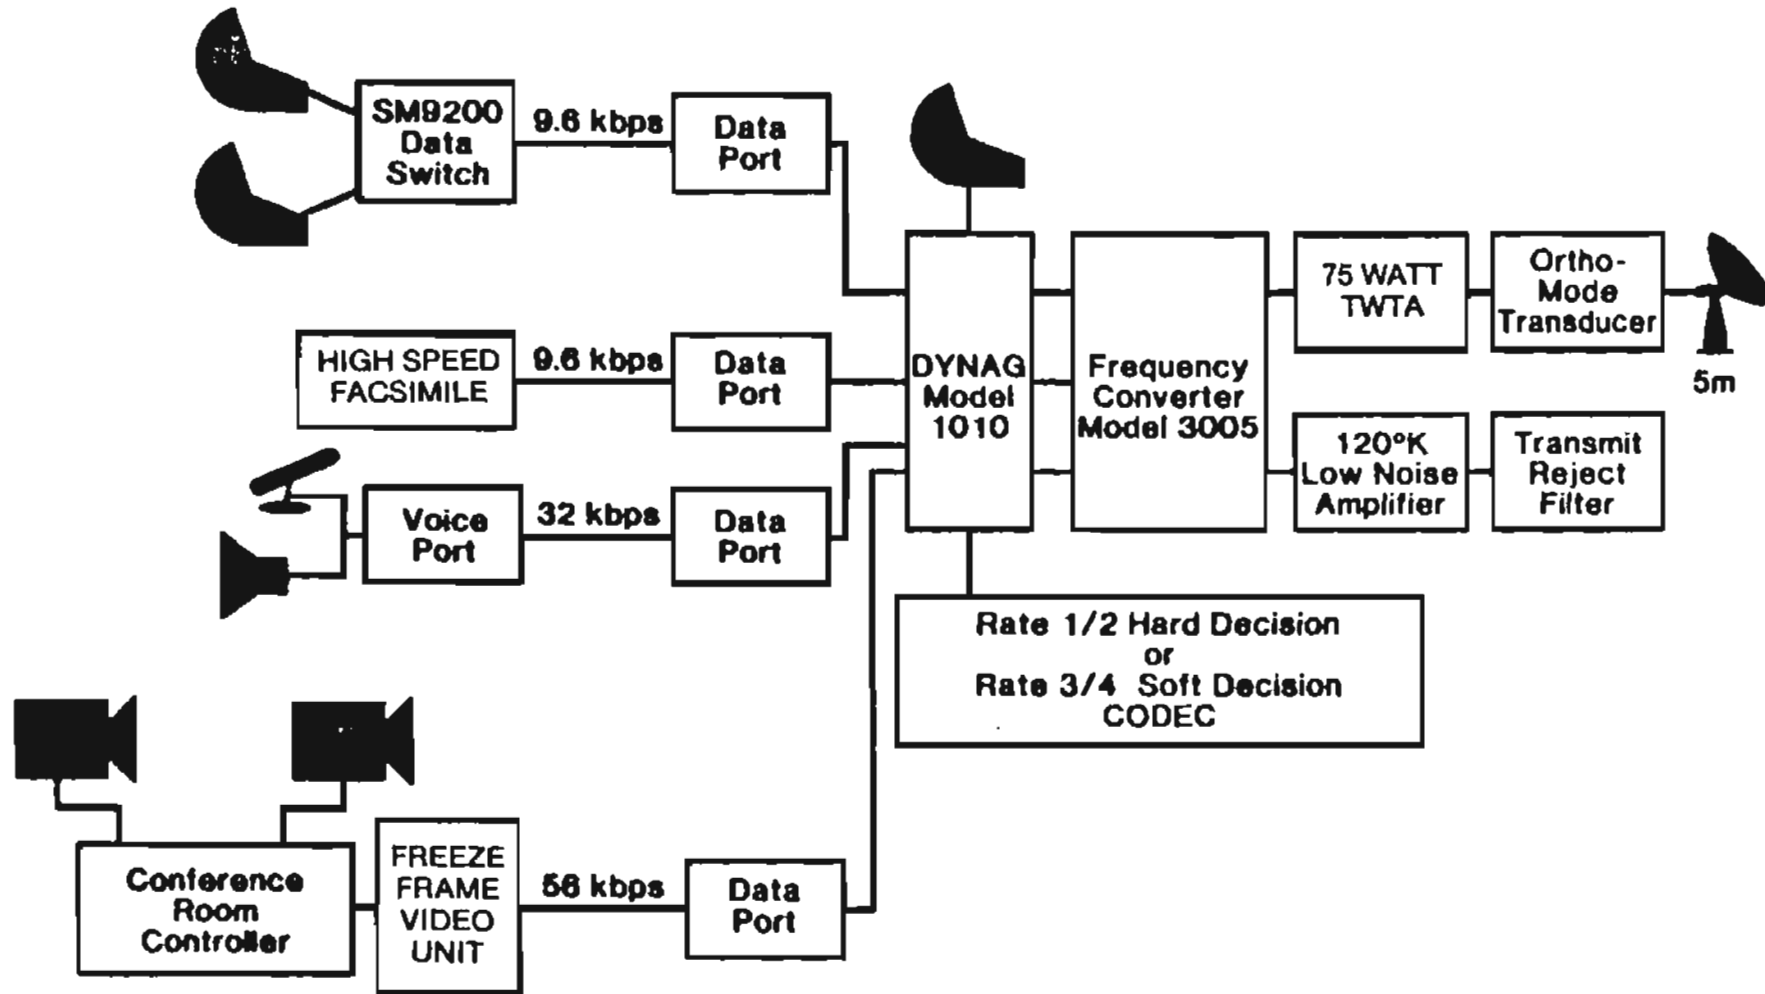 SM9200
Data
Switch
9.6 kbps
Data
Port
HIGH SPEED
FACSIMILE
9.6 kbps
Data
Port
Voice
Port
32 kbps
Data
Port
Conference
Room
Controller
FREEZE
FRAME
VIDEO
UNIT
56 kbps
Data
Port
DYNAG
Model
1010
Frequency
Converter
Model 3005
75 WATT
TWTA
Ortho-
Mode
Transducer
5m
120°K
Low Noise
Amplifier
Transmit
Reject
Filter
Rate 1/2 Hard Decision
or
Rate 3/4 Soft Decision
CODEC